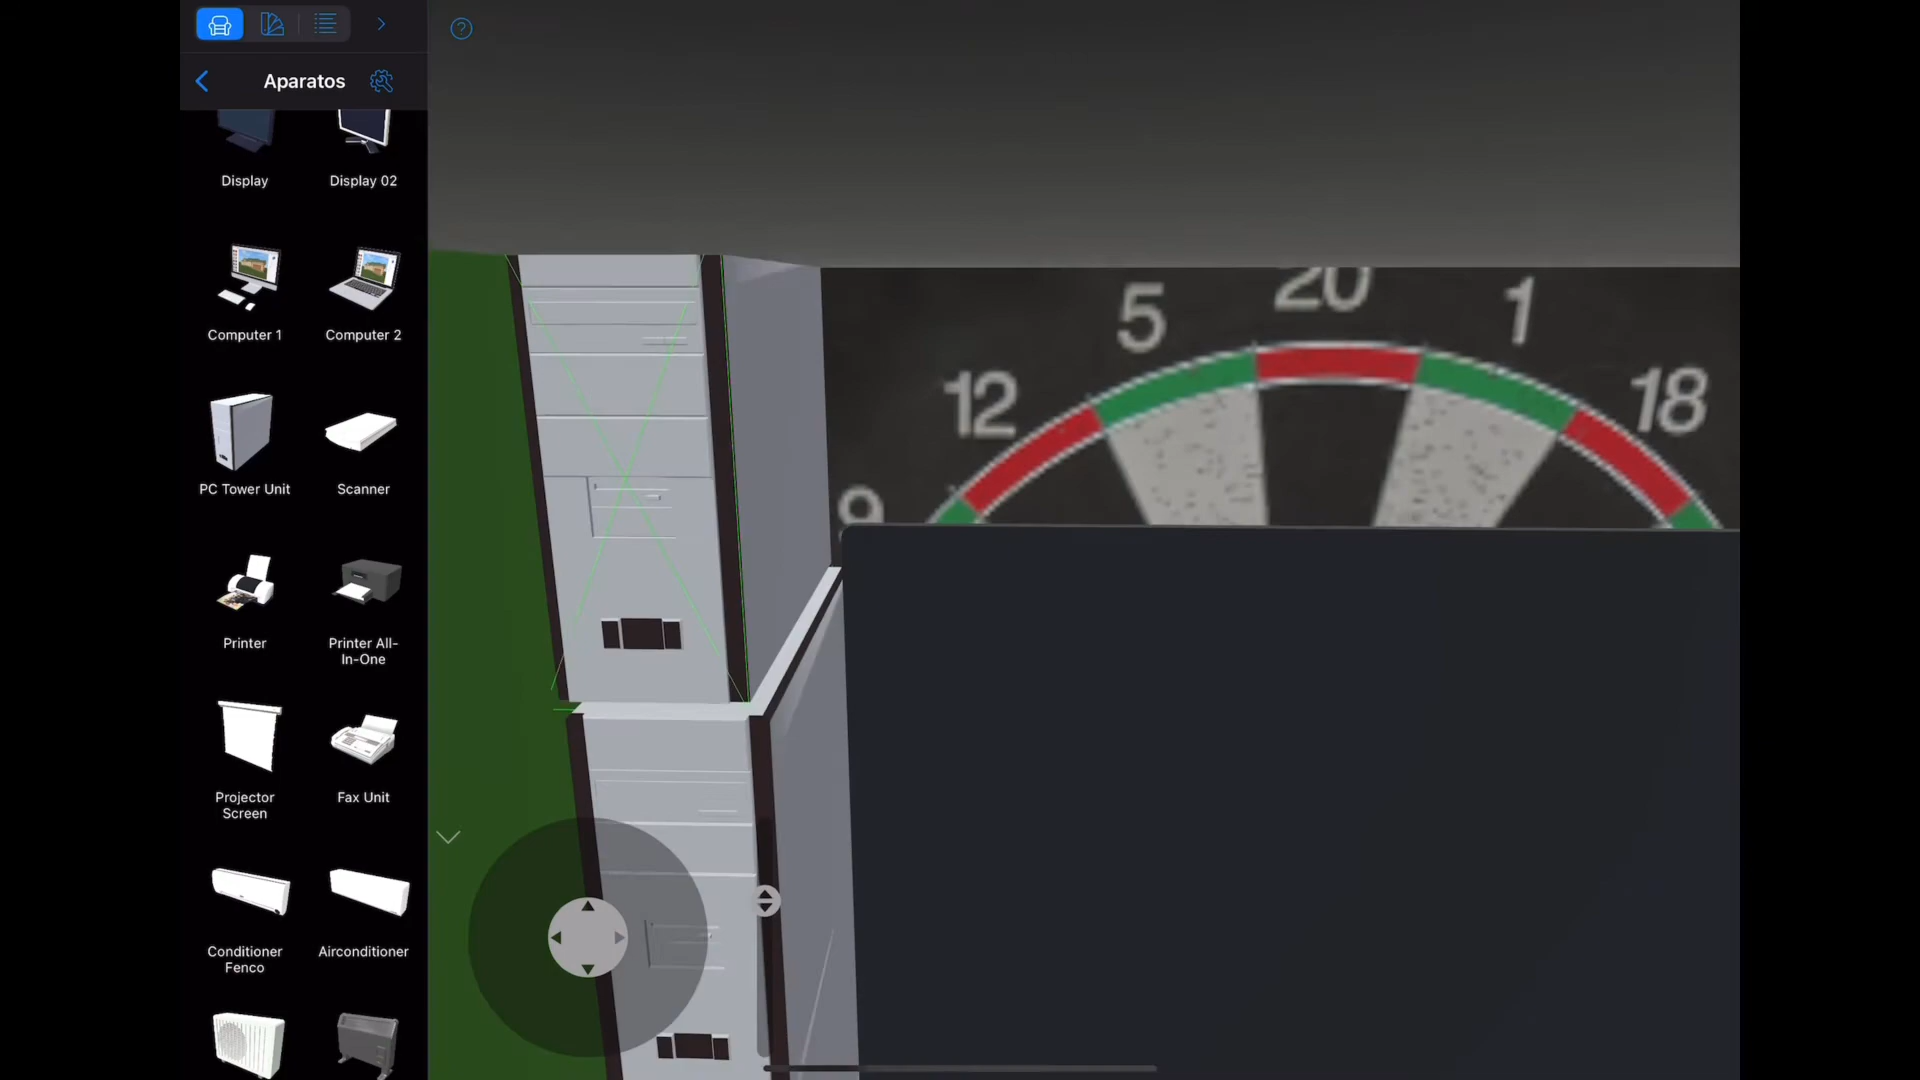 ?
Aparatos
Display
Display 02
Computer 1
Computer 2
PC Tower Unit
Scanner
Printer
Printer All-
In-One
Projector
Screen
Fax Unit
Conditioner
Fenco
Airconditioner
5
20
1
12
18
9